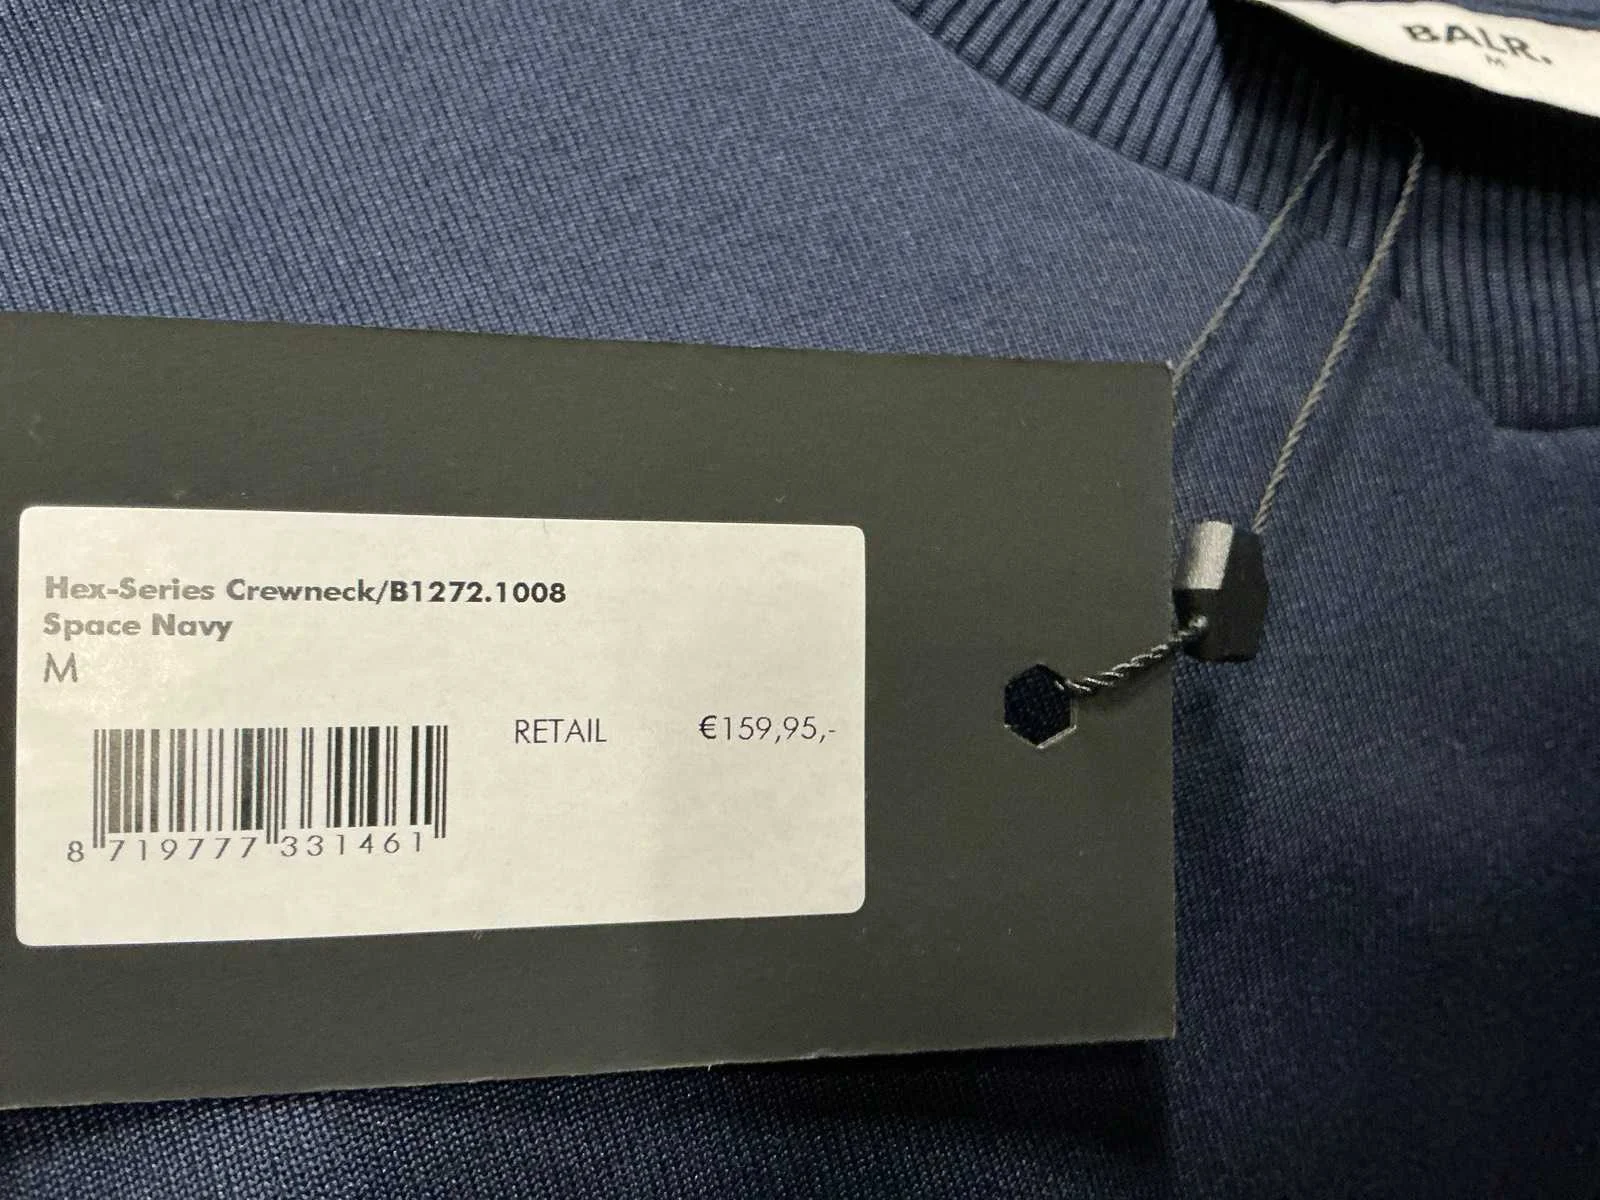 BALR.
M
Hex-Series Crewneck/B1272.1008
Space Navy
M
RETAIL €159,95,-
8 719777 331461